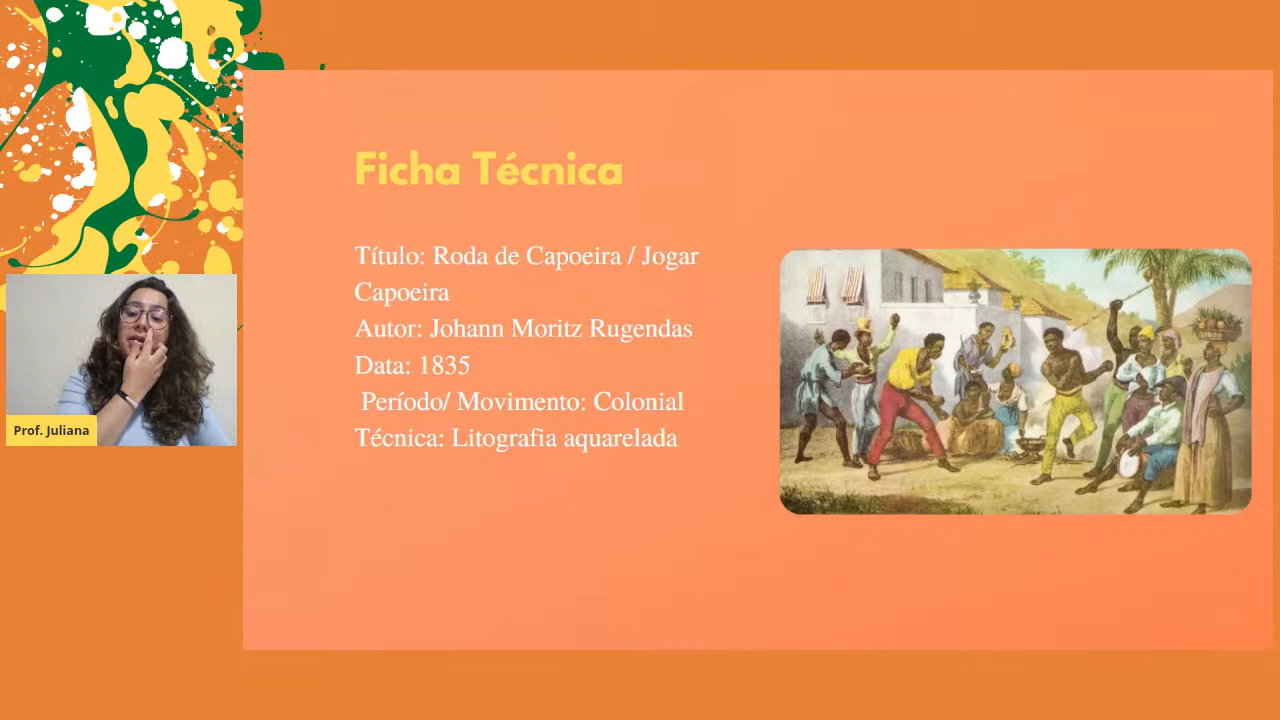 Ficha Técnica
Título: Roda de Capoeira / Jogar
Capoeira
Autor: Johann Moritz Rugendas
Data: 1835
Período/ Movimento: Colonial
Técnica: Litografia aquarelada
Prof. Juliana